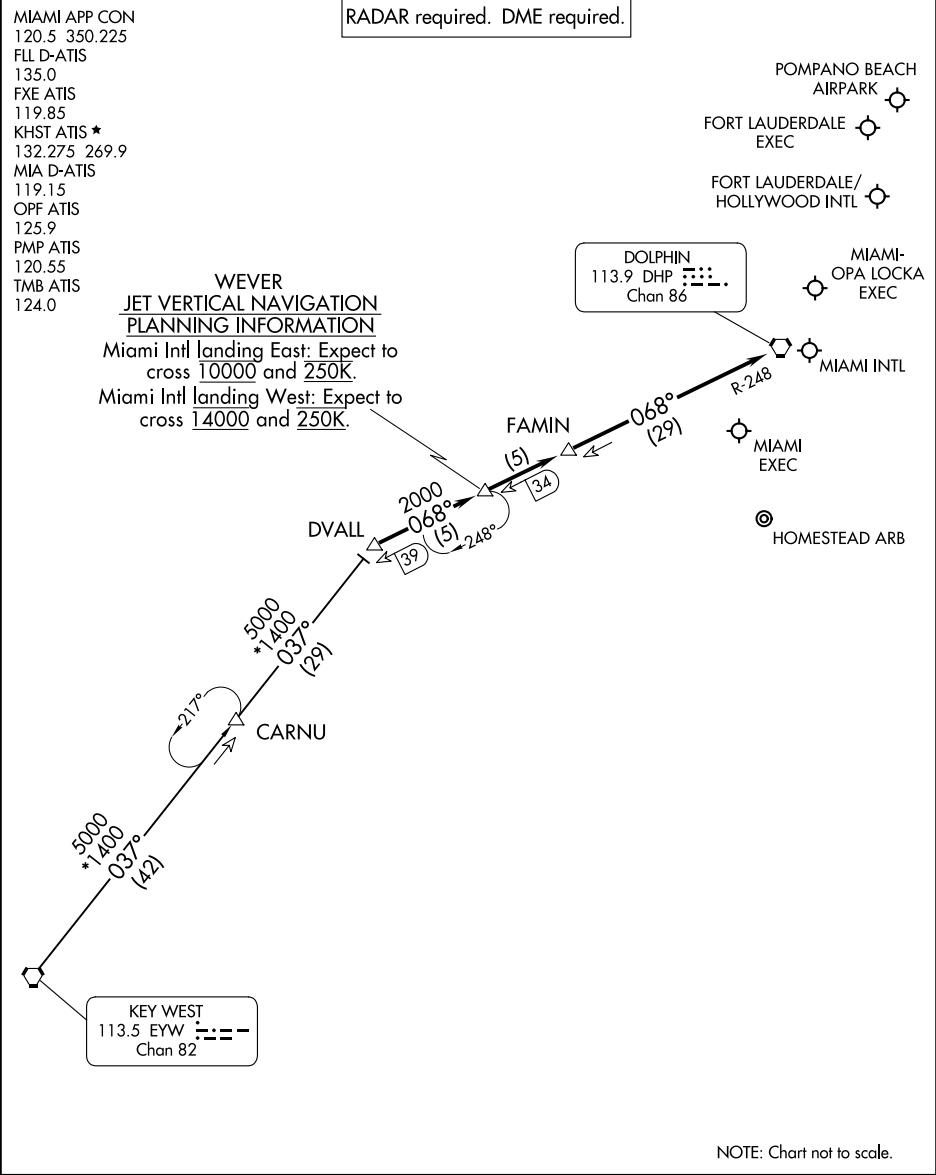 MIAMI APP CON
120.5 350.225
FLL D-ATIS
135.0
FXE ATIS
119.85
KHST ATIS ★
132.275 269.9
MIA D-ATIS
119.15
OPF ATIS
125.9
PMP ATIS
120.55
TMB ATIS
124.0
RADAR required. DME required.
POMPANO BEACH
AIRPARK
FORT LAUDERDALE
EXEC
FORT LAUDERDALE/
HOLLYWOOD INTL
MIAMI-
OPA LOCKA
EXEC
DOLPHIN
113.9 DHP
Chan 86
MIAMI INTL
R-248
MIAMI
EXEC
HOMESTEAD ARB
WEVER
JET VERTICAL NAVIGATION
PLANNING INFORMATION
Miami Intl landing East: Expect to
cross 10000 and 250K.
Miami Intl landing West: Expect to
cross 14000 and 250K.
068°
(29)
FAMIN
(5)
34
2000
068°
(5)
248°
DVALL
39
5000
*1400
037°
(29)
217°
CARNU
5000
*1400
037°
(42)
KEY WEST
113.5 EYW
Chan 82
NOTE: Chart not to scale.